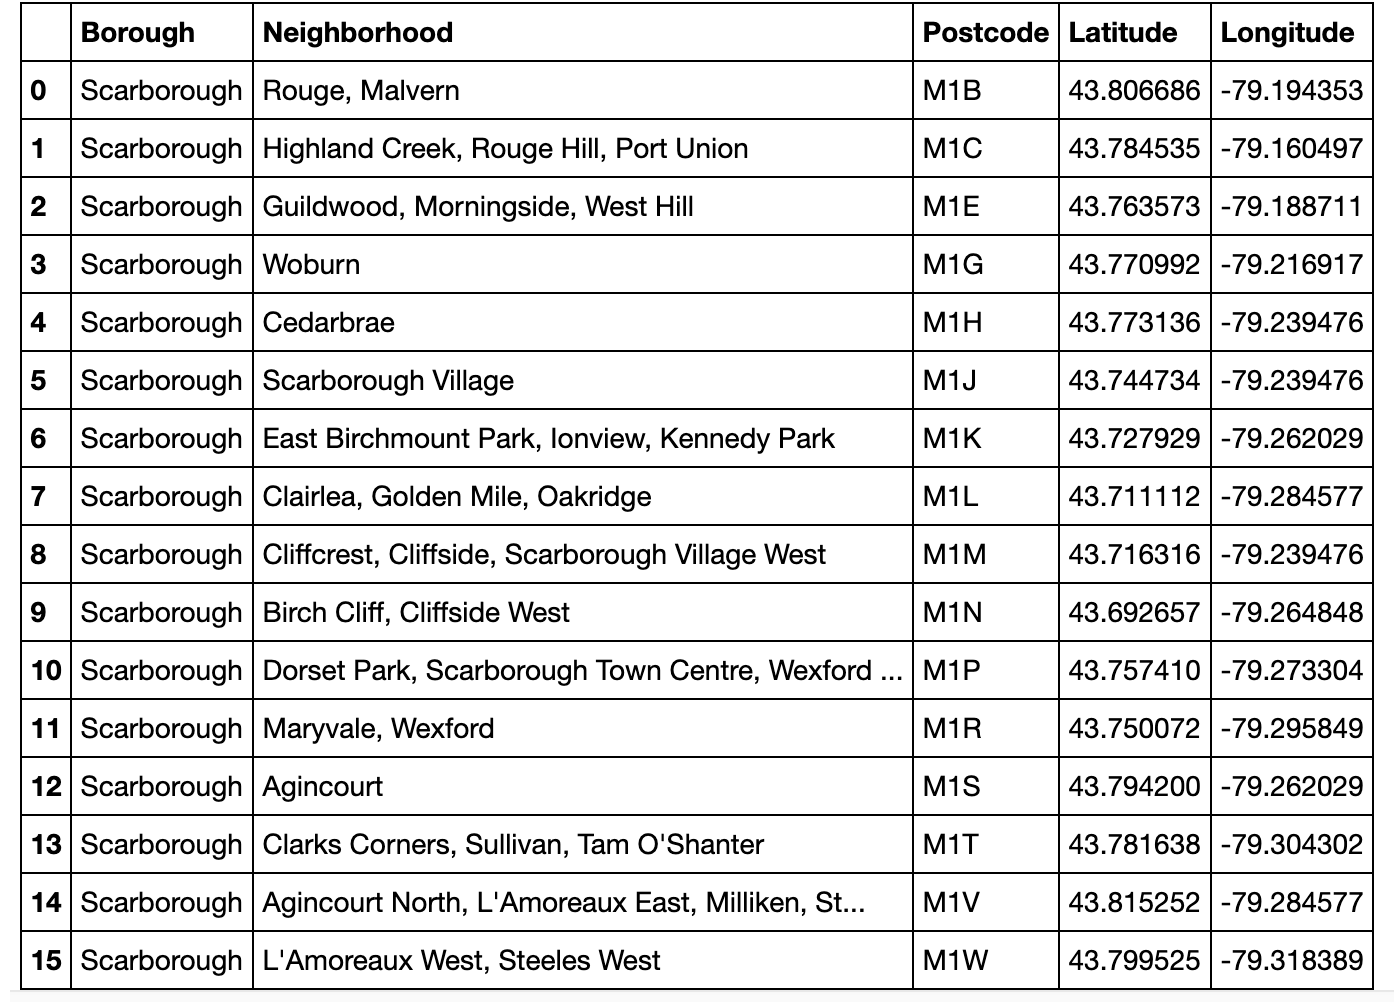 Borough Neighborhood Postcode Latitude Longitude
0 Scarborough Rouge, Malvern M1B 43.806686 -79.194353
1 Scarborough Highland Creek, Rouge Hill, Port Union M1C 43.784535 -79.160497
2 Scarborough Guildwood, Morningside, West Hill M1E 43.763573 -79.188711
3 Scarborough Woburn M1G 43.770992 -79.216917
4 Scarborough Cedarbrae M1H 43.773136 -79.239476
5 Scarborough Scarborough Village M1J 43.744734 -79.239476
6 Scarborough East Birchmount Park, Ionview, Kennedy Park M1K 43.727929 -79.262029
7 Scarborough Clairlea, Golden Mile, Oakridge M1L 43.711112 -79.284577
8 Scarborough Cliffcrest, Cliffside, Scarborough Village West M1M 43.716316 -79.239476
9 Scarborough Birch Cliff, Cliffside West M1N 43.692657 -79.264848
10 Scarborough Dorset Park, Scarborough Town Centre, Wexford ... M1P 43.757410 -79.273304
11 Scarborough Maryvale, Wexford M1R 43.750072 -79.295849
12 Scarborough Agincourt M1S 43.794200 -79.262029
13 Scarborough Clarks Corners, Sullivan, Tam O'Shanter M1T 43.781638 -79.304302
14 Scarborough Agincourt North, L'Amoreaux East, Milliken, St... M1V 43.815252 -79.284577
15 Scarborough L'Amoreaux West, Steeles West M1W 43.799525 -79.318389